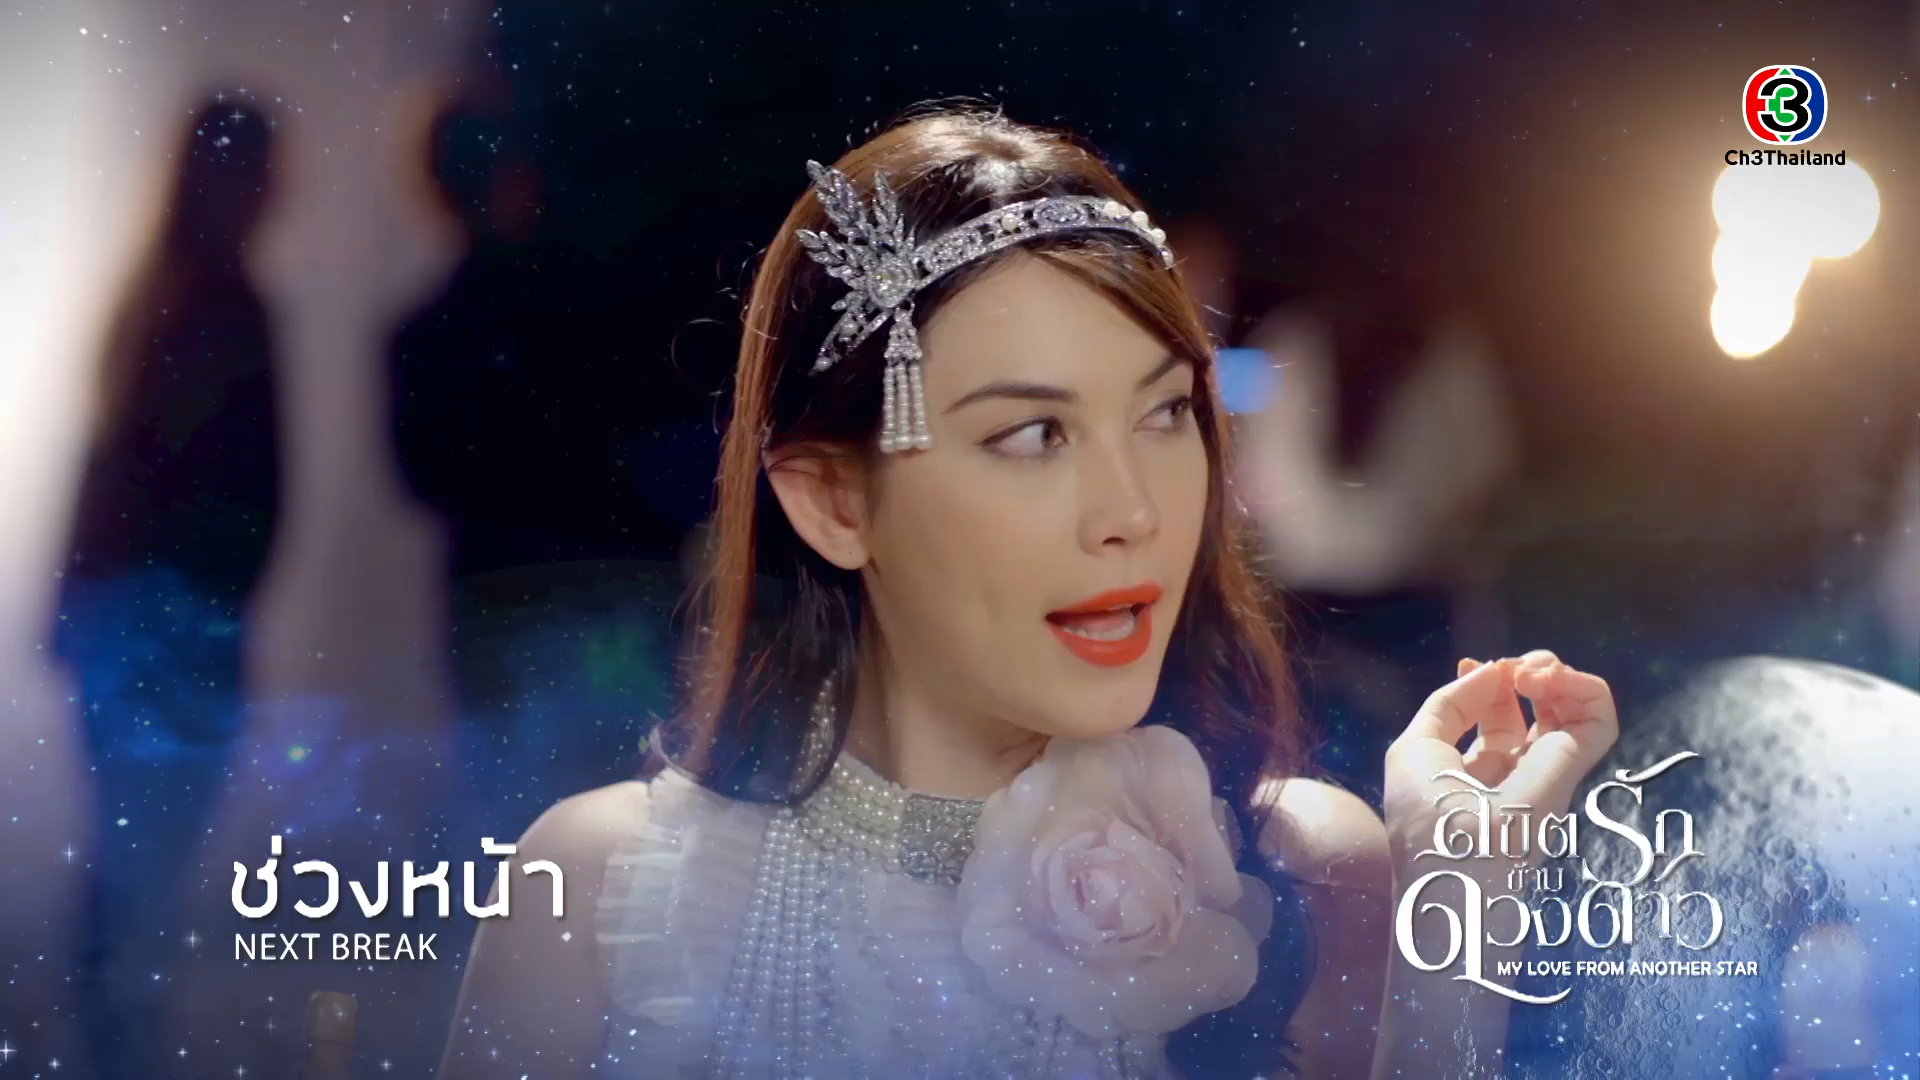 Ch3Thailand
ช่วงหน้า
NEXT BREAK
ลิขิตรัก
ข้าม
ดวงดาว
MY LOVE FROM ANOTHER STAR